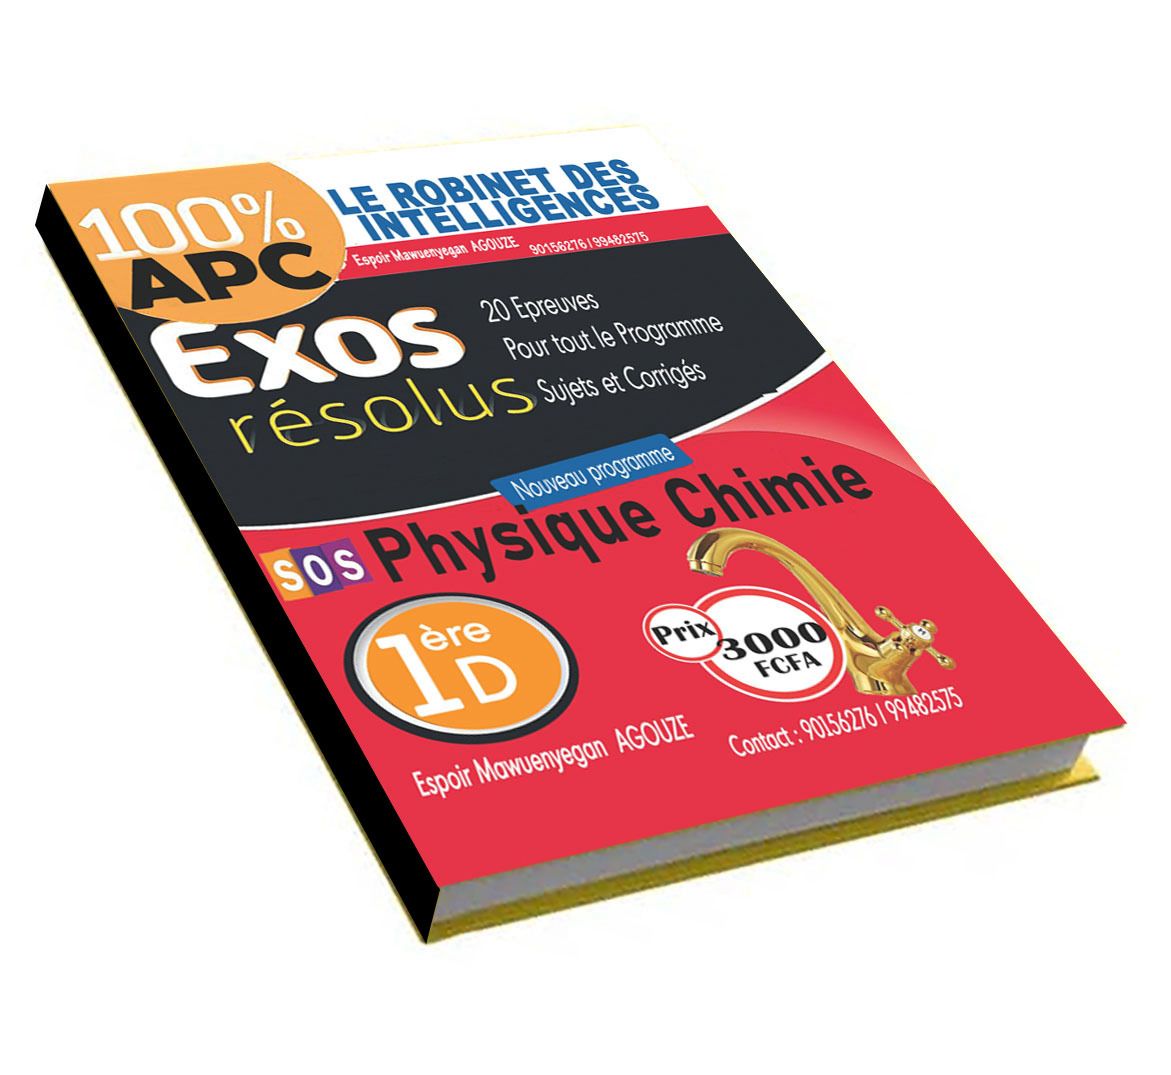 100%
APC
LE ROBINET DES
INTELLIGENCES
Espoir Mawuenyegan AGOUZE 90156276 I 99482575
Exos
résolus
20 Epreuves
Pour tout le Programme
Sujets et Corrigés
Nouveau programme
SOS Physique Chimie
1ère
D
Prix
3000
FCFA
Espoir Mawuenyegan AGOUZE
Contact : 90156276 I 99482575